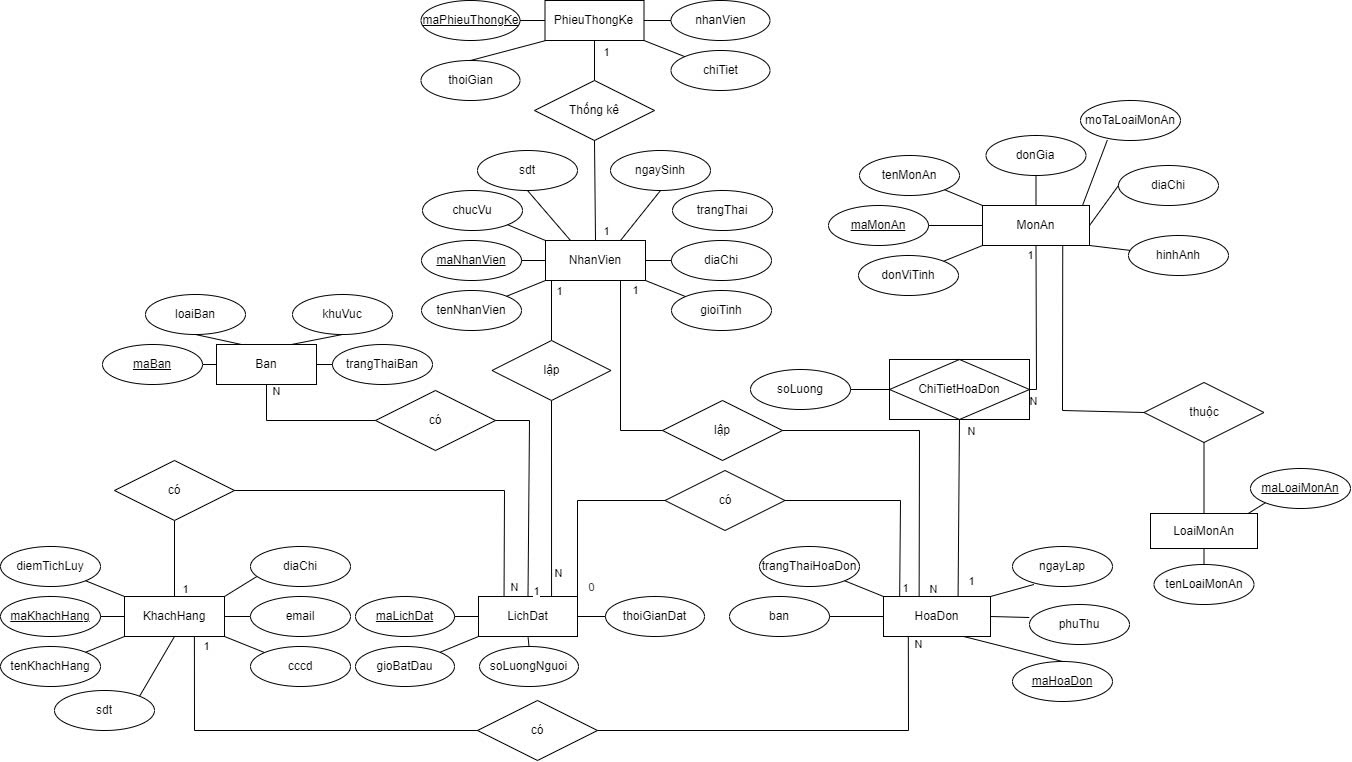 maPhieuThongKe
PhieuThongKe
nhanVien
1
thoiGian
chiTiet
Thống kê
moTaLoaiMonAn
donGia
sdt
ngaySinh
tenMonAn
diaChi
chucVu
trangThai
maMonAn
MonAn
1
maNhanVien
NhanVien
diaChi
donViTinh
hinhAnh
1
1
1
tenNhanVien
gioiTinh
loaiBan
khuVuc
maBan
Ban
trangThaiBan
lập
soLuong
ChiTietHoaDon
N
N
thuộc
có
lập
N
có
có
maLoaiMonAn
LoaiMonAn
diemTichLuy
diaChi
N
trangThaiHoaDon
ngayLap
1
tenLoaiMonAn
1
N
1
0
1
N
maKhachHang
KhachHang
email
maLichDat
LichDat
thoiGianDat
ban
HoaDon
phuThu
1
N
tenKhachHang
cccd
gioBatDau
soLuongNguoi
maHoaDon
sdt
có